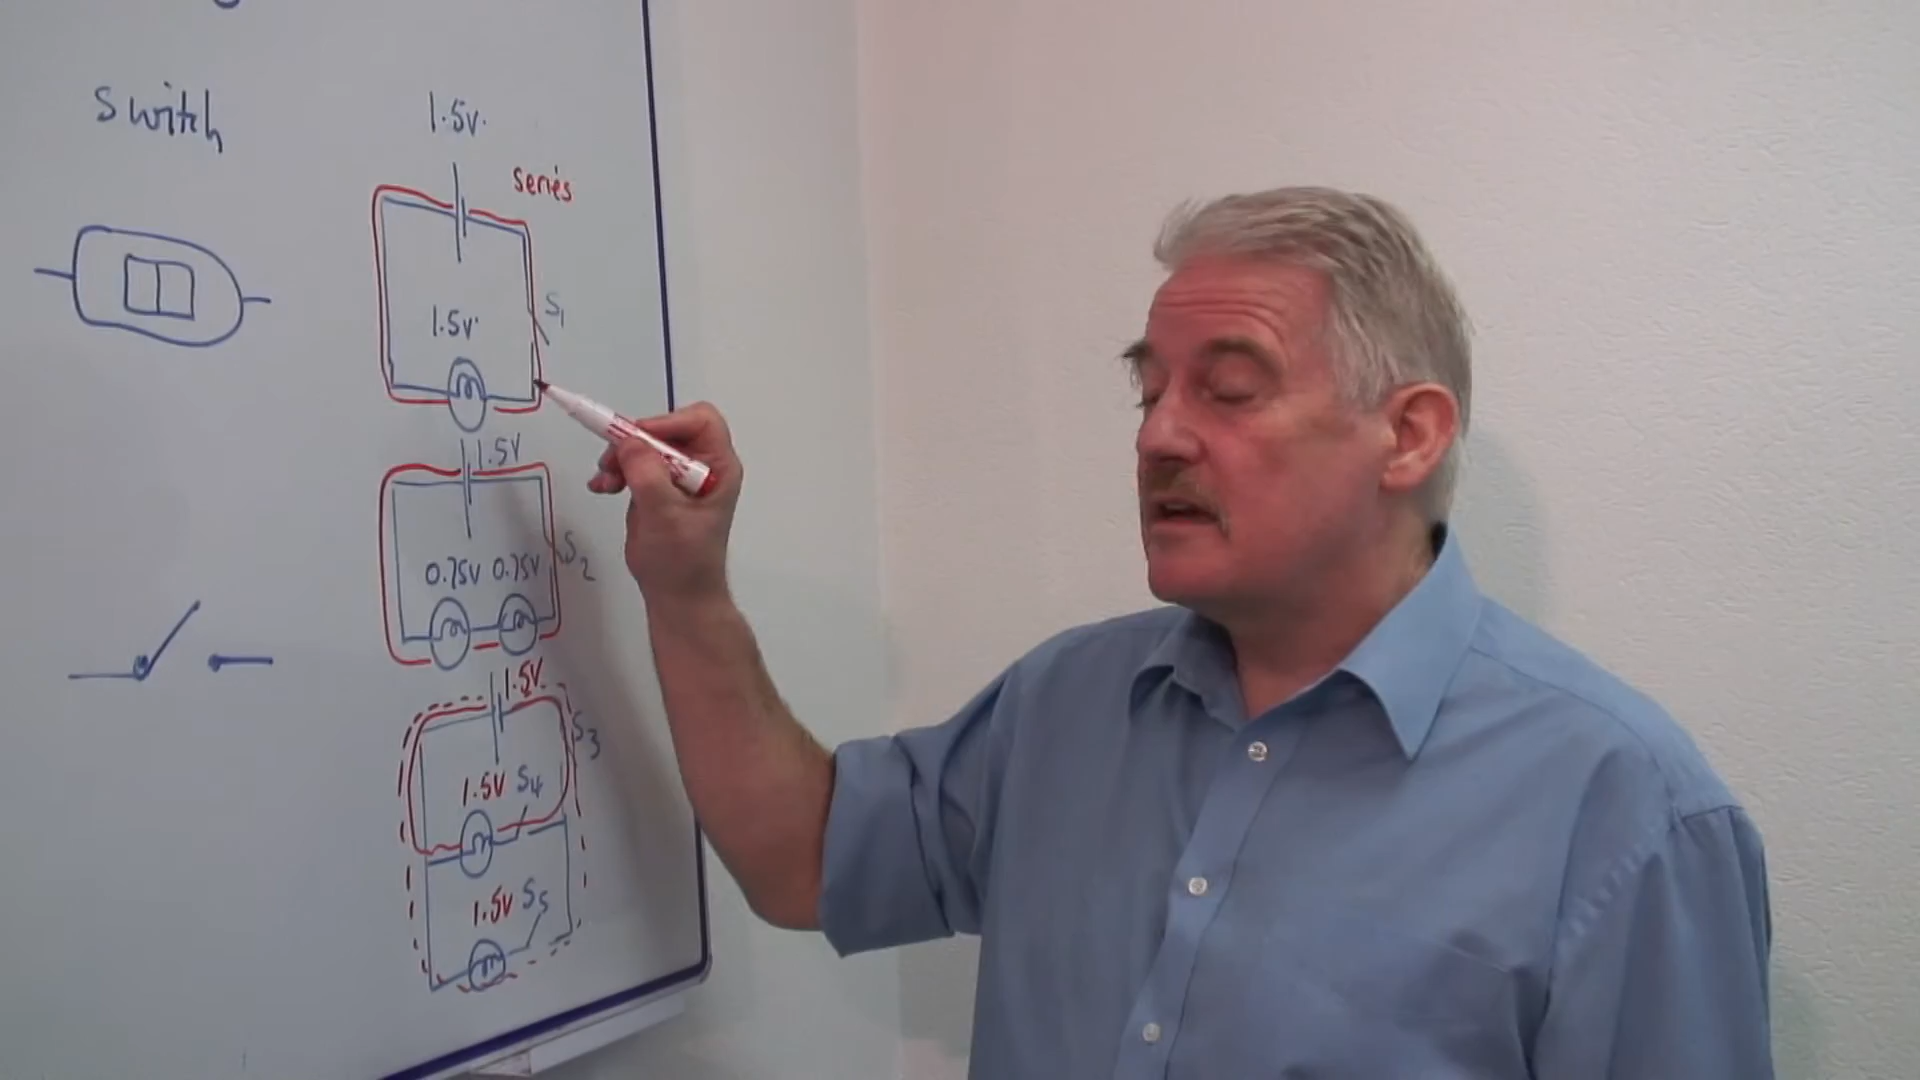 Switch
1.5v.
series
S1
1.5v
1.5V
S2
0.75V 0.75V
1.5V
S3
1.5V S4
1.5V S5